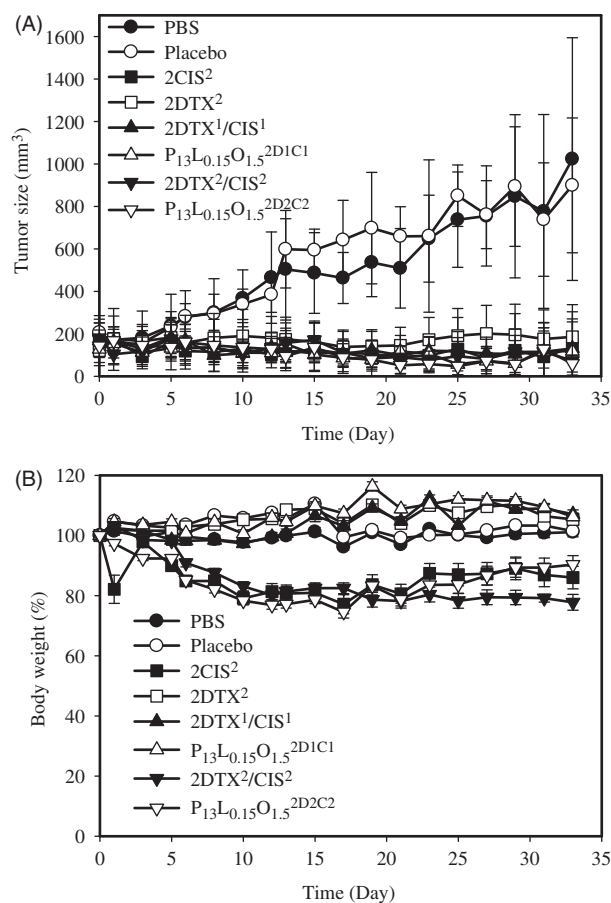 (A)
PBS
Placebo
2CIS²
2DTX²
2DTX¹/CIS¹
P₁₃L₀.₁₅O₁.₅²ᴰ¹ᶜ¹
2DTX²/CIS²
P₁₃L₀.₁₅O₁.₅²ᴰ²ᶜ²
1600
1400
1200
1000
800
600
400
200
0
Tumor size (mm³)
0 5 10 15 20 25 30 35
Time (Day)
(B)
120
100
80
60
40
20
0
Body weight (%)
PBS
Placebo
2CIS²
2DTX²
2DTX¹/CIS¹
P₁₃L₀.₁₅O₁.₅²ᴰ¹ᶜ¹
2DTX²/CIS²
P₁₃L₀.₁₅O₁.₅²ᴰ²ᶜ²
0 5 10 15 20 25 30 35
Time (Day)